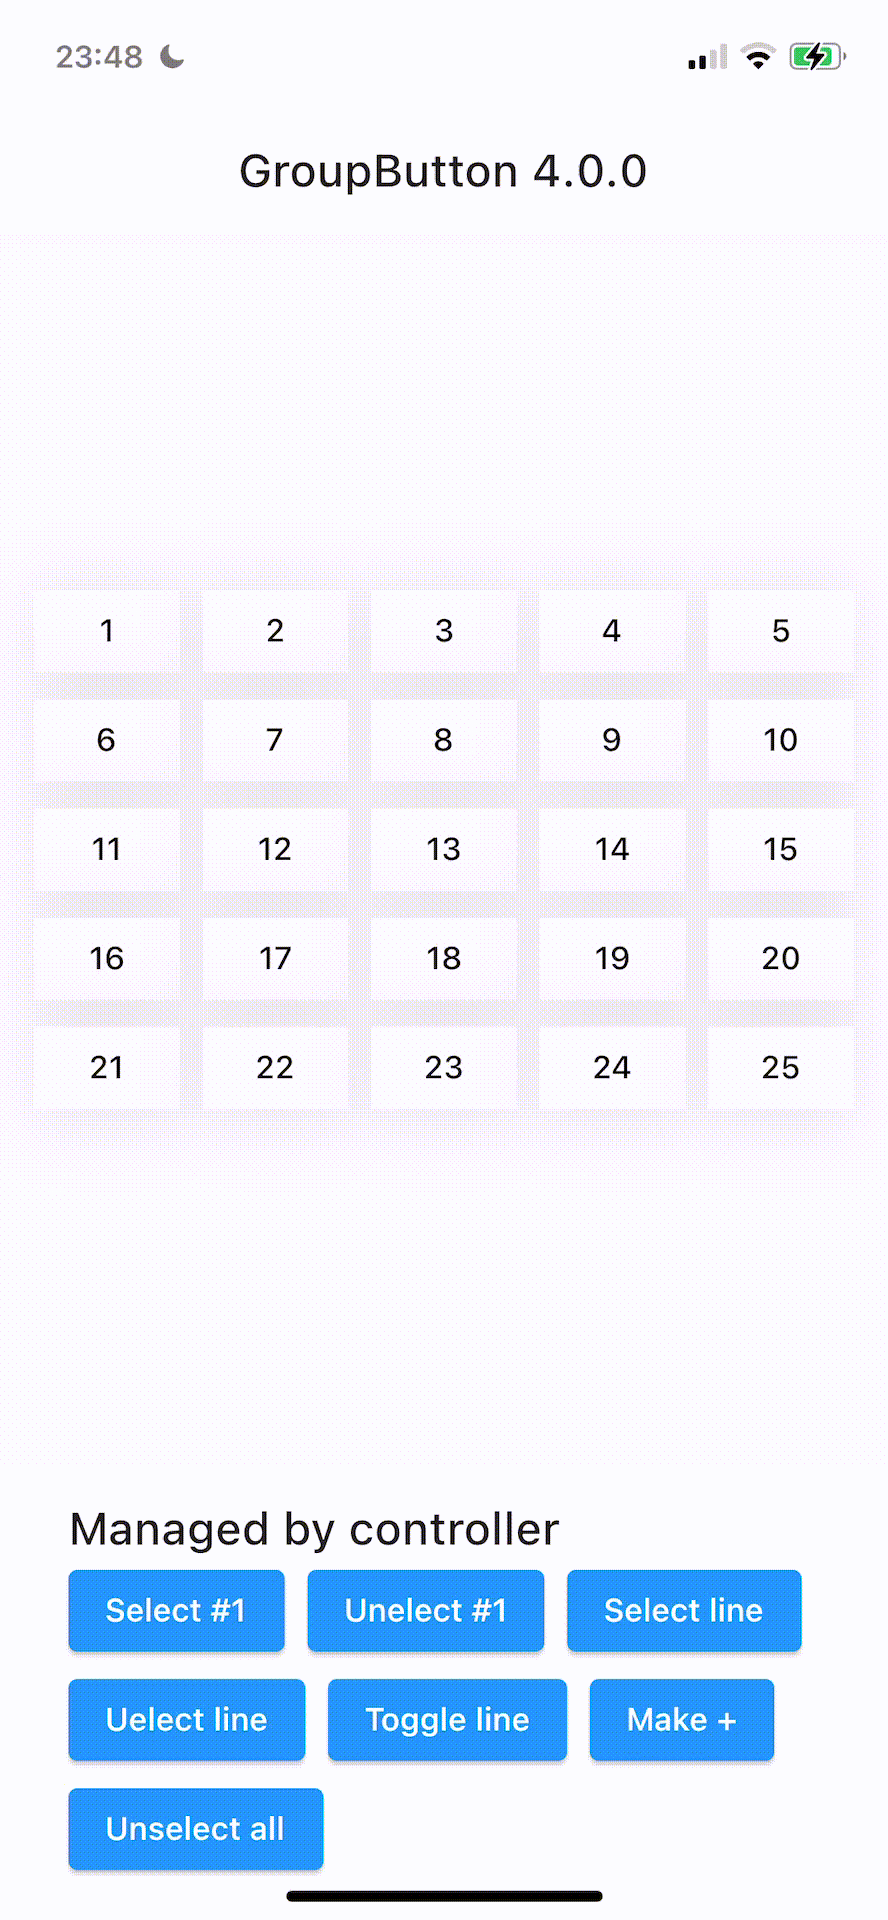 23:48
GroupButton 4.0.0
1 2 3 4 5
6 7 8 9 10
11 12 13 14 15
16 17 18 19 20
21 22 23 24 25
Managed by controller
Select #1 Unelect #1 Select line
Uelect line Toggle line Make +
Unselect all